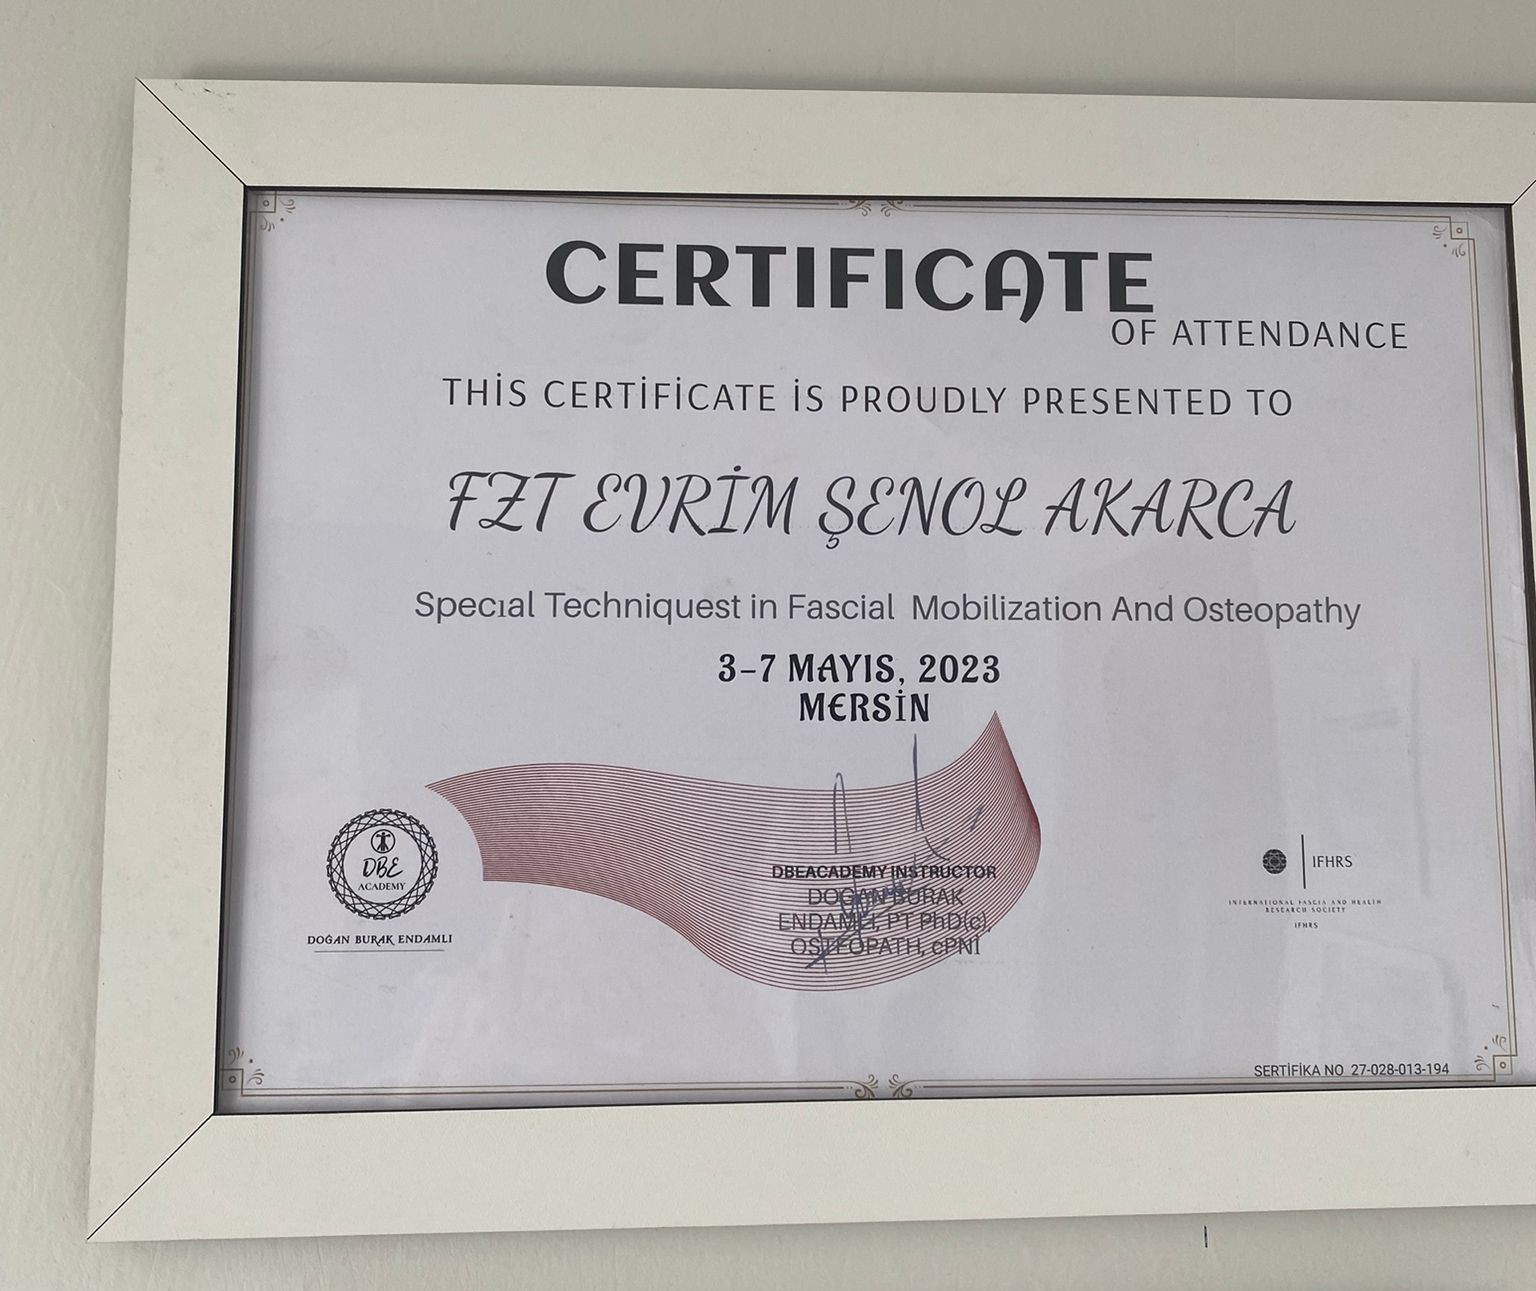 CERTIFICATE
OF ATTENDANCE
THİS CERTİFİCATE İS PROUDLY PRESENTED TO
FZT EVRİM ŞENOL AKARCA
Specıal Techniquest in Fascial Mobilization And Osteopathy
3-7 MAYIS, 2023
MERSİN
DBE
ACADEMY
DOĞAN BURAK ENDAMLI
DBEACADEMY INSTRUCTOR
DOĞAN BURAK
ENDAMLI, PT PhD(c),
OSTEOPATH, cPNI
IFHRS
INTERNATIONAL FASCIA AND HEALTH
RESEARCH SOCIETY
IFHRS
SERTİFİKA NO 27-028-013-194